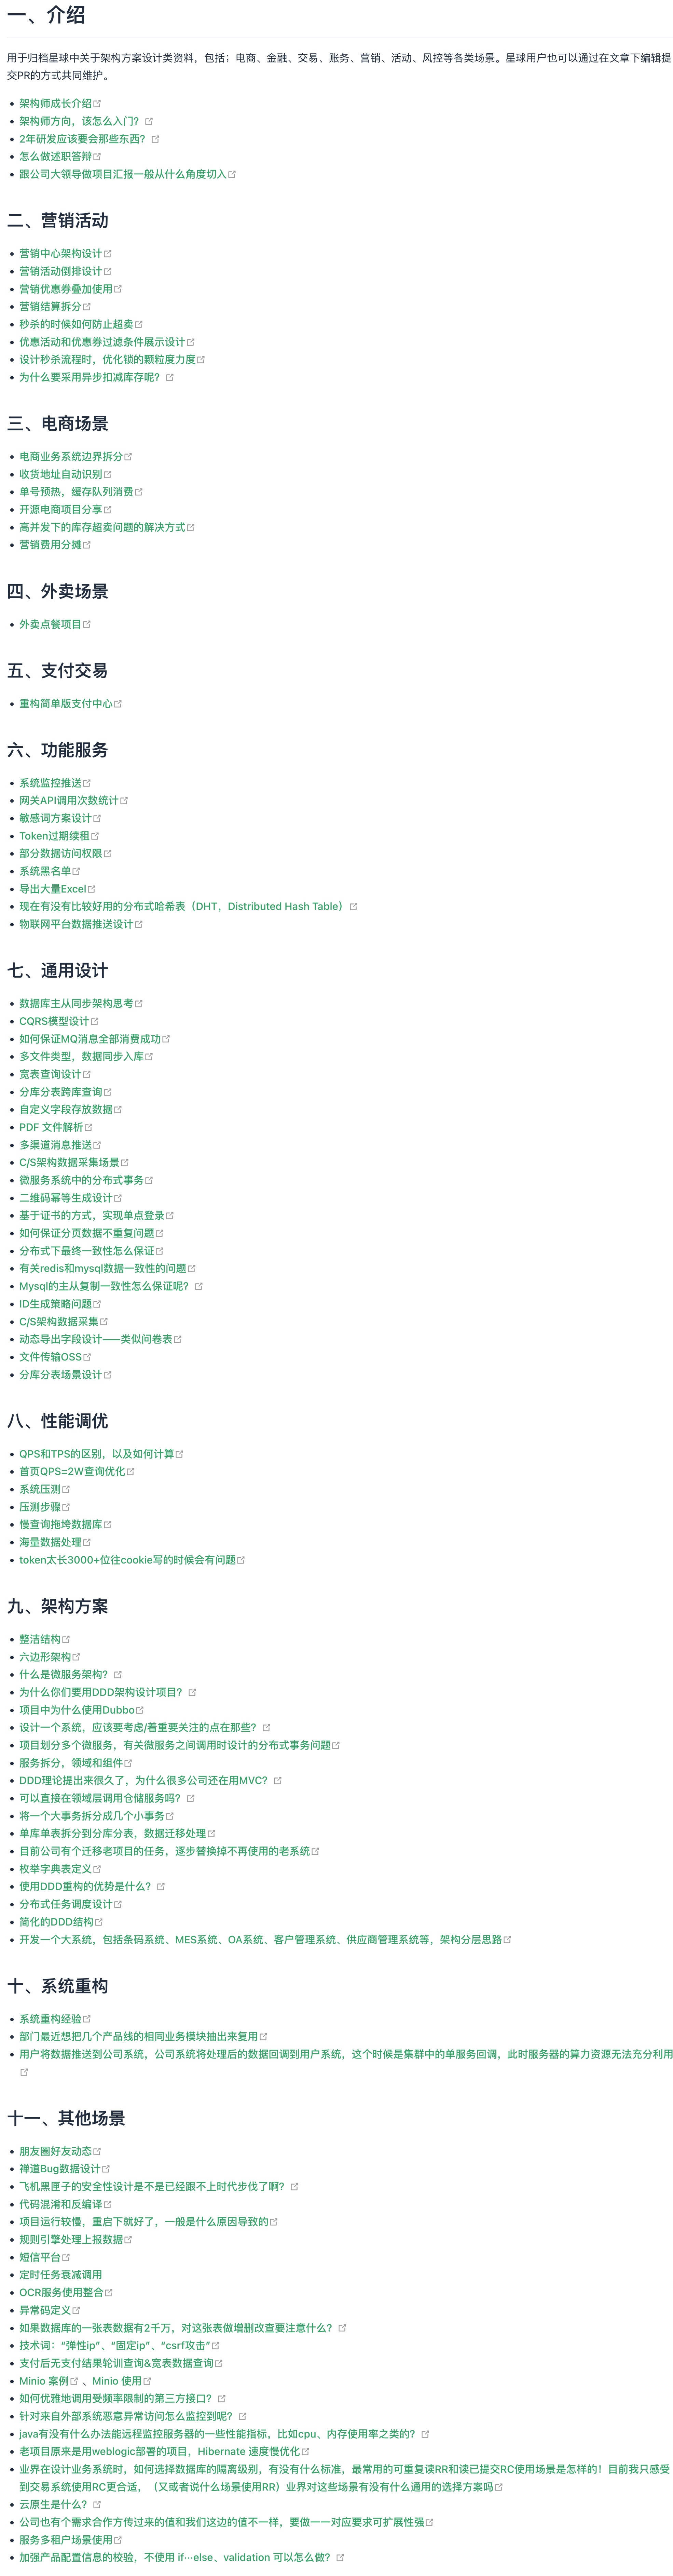 一、介绍
用于归档星球中关于架构方案设计类资料，包括；电商、金融、交易、账务、营销、活动、风控等各类场景。星球用户也可以通过在文章下编辑提
交PR的方式共同维护。
架构师成长介绍
架构师方向，该怎么入门？
2年研发应该要会那些东西？
怎么做述职答辩
跟公司大领导做项目汇报一般从什么角度切入
二、营销活动
营销中心架构设计
营销活动倒排设计
营销优惠券叠加使用
营销结算拆分
秒杀的时候如何防止超卖
优惠活动和优惠券过滤条件展示设计
设计秒杀流程时，优化锁的颗粒度力度
为什么要采用异步扣减库存呢？
三、电商场景
电商业务系统边界拆分
收货地址自动识别
单号预热，缓存队列消费
开源电商项目分享
高并发下的库存超卖问题的解决方式
营销费用分摊
四、外卖场景
外卖点餐项目
五、支付交易
重构简单版支付中心
六、功能服务
系统监控推送
网关API调用次数统计
敏感词方案设计
Token过期续租
部分数据访问权限
系统黑名单
导出大量Excel
现在有没有比较好用的分布式哈希表（DHT，Distributed Hash Table）
物联网平台数据推送设计
七、通用设计
数据库主从同步架构思考
CQRS模型设计
如何保证MQ消息全部消费成功
多文件类型，数据同步入库
宽表查询设计
分库分表跨库查询
自定义字段存放数据
PDF 文件解析
多渠道消息推送
C/S架构数据采集场景
微服务系统中的分布式事务
二维码幂等生成设计
基于证书的方式，实现单点登录
如何保证分页数据不重复问题
分布式下最终一致性怎么保证
有关redis和mysql数据一致性的问题
Mysql的主从复制一致性怎么保证呢？
ID生成策略问题
C/S架构数据采集
动态导出字段设计——类似问卷表
文件传输OSS
分库分表场景设计
八、性能调优
QPS和TPS的区别，以及如何计算
首页QPS=2W查询优化
系统压测
压测步骤
慢查询拖垮数据库
海量数据处理
token太长3000+位往cookie写的时候会有问题
九、架构方案
整洁结构
六边形架构
什么是微服务架构？
为什么你们要用DDD架构设计项目？
项目中为什么使用Dubbo
设计一个系统，应该要考虑/着重要关注的点在那些？
项目划分多个微服务，有关微服务之间调用时设计的分布式事务问题
服务拆分，领域和组件
DDD理论提出来很久了，为什么很多公司还在用MVC？
可以直接在领域层调用仓储服务吗？
将一个大事务拆分成几个小事务
单库单表拆分到分库分表，数据迁移处理
目前公司有个迁移老项目的任务，逐步替换掉不再使用的老系统
枚举字典表定义
使用DDD重构的优势是什么？
分布式任务调度设计
简化的DDD结构
开发一个大系统，包括条码系统、MES系统、OA系统、客户管理系统、供应商管理系统等，架构分层思路
十、系统重构
系统重构经验
部门最近想把几个产品线的相同业务模块抽出来复用
用户将数据推送到公司系统，公司系统将处理后的数据回调到用户系统，这个时候是集群中的单服务回调，此时服务器的算力资源无法充分利用
十一、其他场景
朋友圈好友动态
禅道Bug数据设计
飞机黑匣子的安全性设计是不是已经跟不上时代步伐了啊？
代码混淆和反编译
项目运行较慢，重启下就好了，一般是什么原因导致的
规则引擎处理上报数据
短信平台
定时任务衰减调用
OCR服务使用整合
异常码定义
如果数据库的一张表数据有2千万，对这张表做增删改查要注意什么？
技术词：“弹性ip”、“固定ip”、“csrf攻击”
支付后无支付结果轮训查询&宽表数据查询
Minio 案例 、Minio 使用
如何优雅地调用受频率限制的第三方接口？
针对来自外部系统恶意异常访问怎么监控到呢？
java有没有什么办法能远程监控服务器的一些性能指标，比如cpu、内存使用率之类的？
老项目原来是用weblogic部署的项目，Hibernate 速度慢优化
业界在设计业务系统时，如何选择数据库的隔离级别，有没有什么标准，最常用的可重复读RR和读已提交RC使用场景是怎样的！目前我只感受
到交易系统使用RC更合适，（又或者说什么场景使用RR）业界对这些场景有没有什么通用的选择方案吗
云原生是什么？
公司也有个需求合作方传过来的值和我们这边的值不一样，要做一一对应要求可扩展性强
服务多租户场景使用
加强产品配置信息的校验，不使用 if···else、validation 可以怎么做？